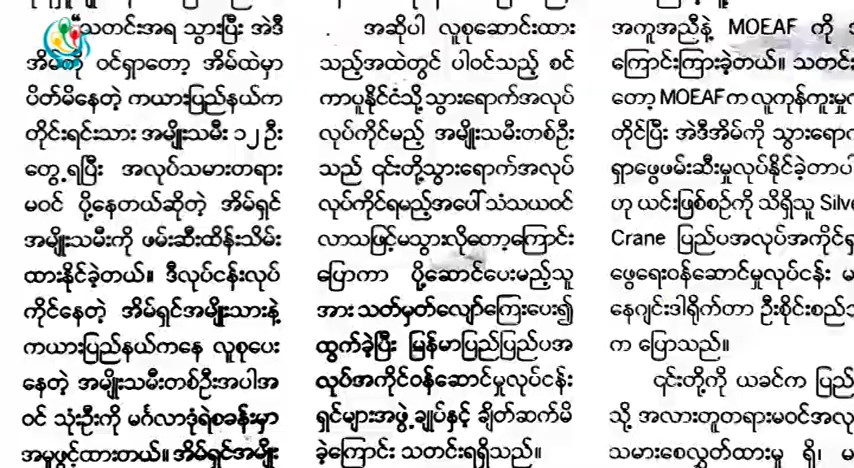 သတင်းအရ သွားပြီး အဲဒီ
အိမ်ကို ဝင်ရှာတော့ အိမ်ထဲမှာ
ပိတ်မိနေတဲ့ ကယားပြည်နယ်က
တိုင်းရင်းသား အမျိုးသမီး ၁၂ ဦး
တွေ့ရပြီး အလုပ်သမားတရား
မဝင် ပို့နေတယ်ဆိုတဲ့ အိမ်ရှင်
အမျိုးသမီးကို ဖမ်းဆီးထိန်းသိမ်း
ထားနိုင်ခဲ့တယ်။ ဒီလုပ်ငန်းလုပ်
ကိုင်နေတဲ့ အိမ်ရှင်အမျိုးသားနဲ့
ကယားပြည်နယ်ကနေ လူစုပေး
နေတဲ့ အမျိုးသမီးတစ်ဦးအပါအ
ဝင် သုံးဦးကို မင်္ဂလာဒုံရဲစခန်းမှာ
အမှုဖွင့်ထားတယ်။ အိမ်ရှင်အမျိုး
အဆိုပါ လူစုဆောင်းထား
သည့်အထဲတွင် ပါဝင်သည့် စင်
ကာပူနိုင်ငံသို့ သွားရောက်အလုပ်
လုပ်ကိုင်မည့် အမျိုးသမီးတစ်ဦး
သည် ၎င်းတို့သွားရောက်အလုပ်
လုပ်ကိုင်ရမည့်အပေါ် သံသယဝင်
လာသဖြင့်မသွားလိုတော့ကြောင်း
ပြောကာ ပို့ဆောင်ပေးမည့်သူ
အား သတ်မှတ်လျော်ကြေးပေး၍
ထွက်ခဲ့ပြီး မြန်မာပြည်ပြည်ပအ
လုပ်အကိုင်ဝန်ဆောင်မှုလုပ်ငန်း
ရှင်များအဖွဲ့ချုပ်နှင့် ချိတ်ဆက်မိ
ခဲ့ကြောင်း သတင်းရရှိသည်။
အကူအညီနဲ့ MOEAF ကို
ကြောင်းကြားခဲ့တယ်။ သတင်း
တော့ MOEAF က လူကုန်ကူးမှု
တိုင်ပြီး အဲဒီအိမ်ကို သွားရောက်
ရှာဖွေဖမ်းဆီးမှုလုပ်နိုင်ခဲ့တာပါ
ဟု ယင်းဖြစ်စဉ်ကို သိရှိသူ Silve
Crane ပြည်ပအလုပ်အကိုင်ရှ
ဖွေရေးဝန်ဆောင်မှုလုပ်ငန်း မ
နေဂျင်းဒါရိုက်တာ ဦးစိုင်းစည်သ
က ပြောသည်။
၎င်းတို့ကို ယခင်က ပြည်
သို့ အလားတူတရားမဝင်အလု
သမားစေလွှတ်ထားမှု ရှိ၊ မ